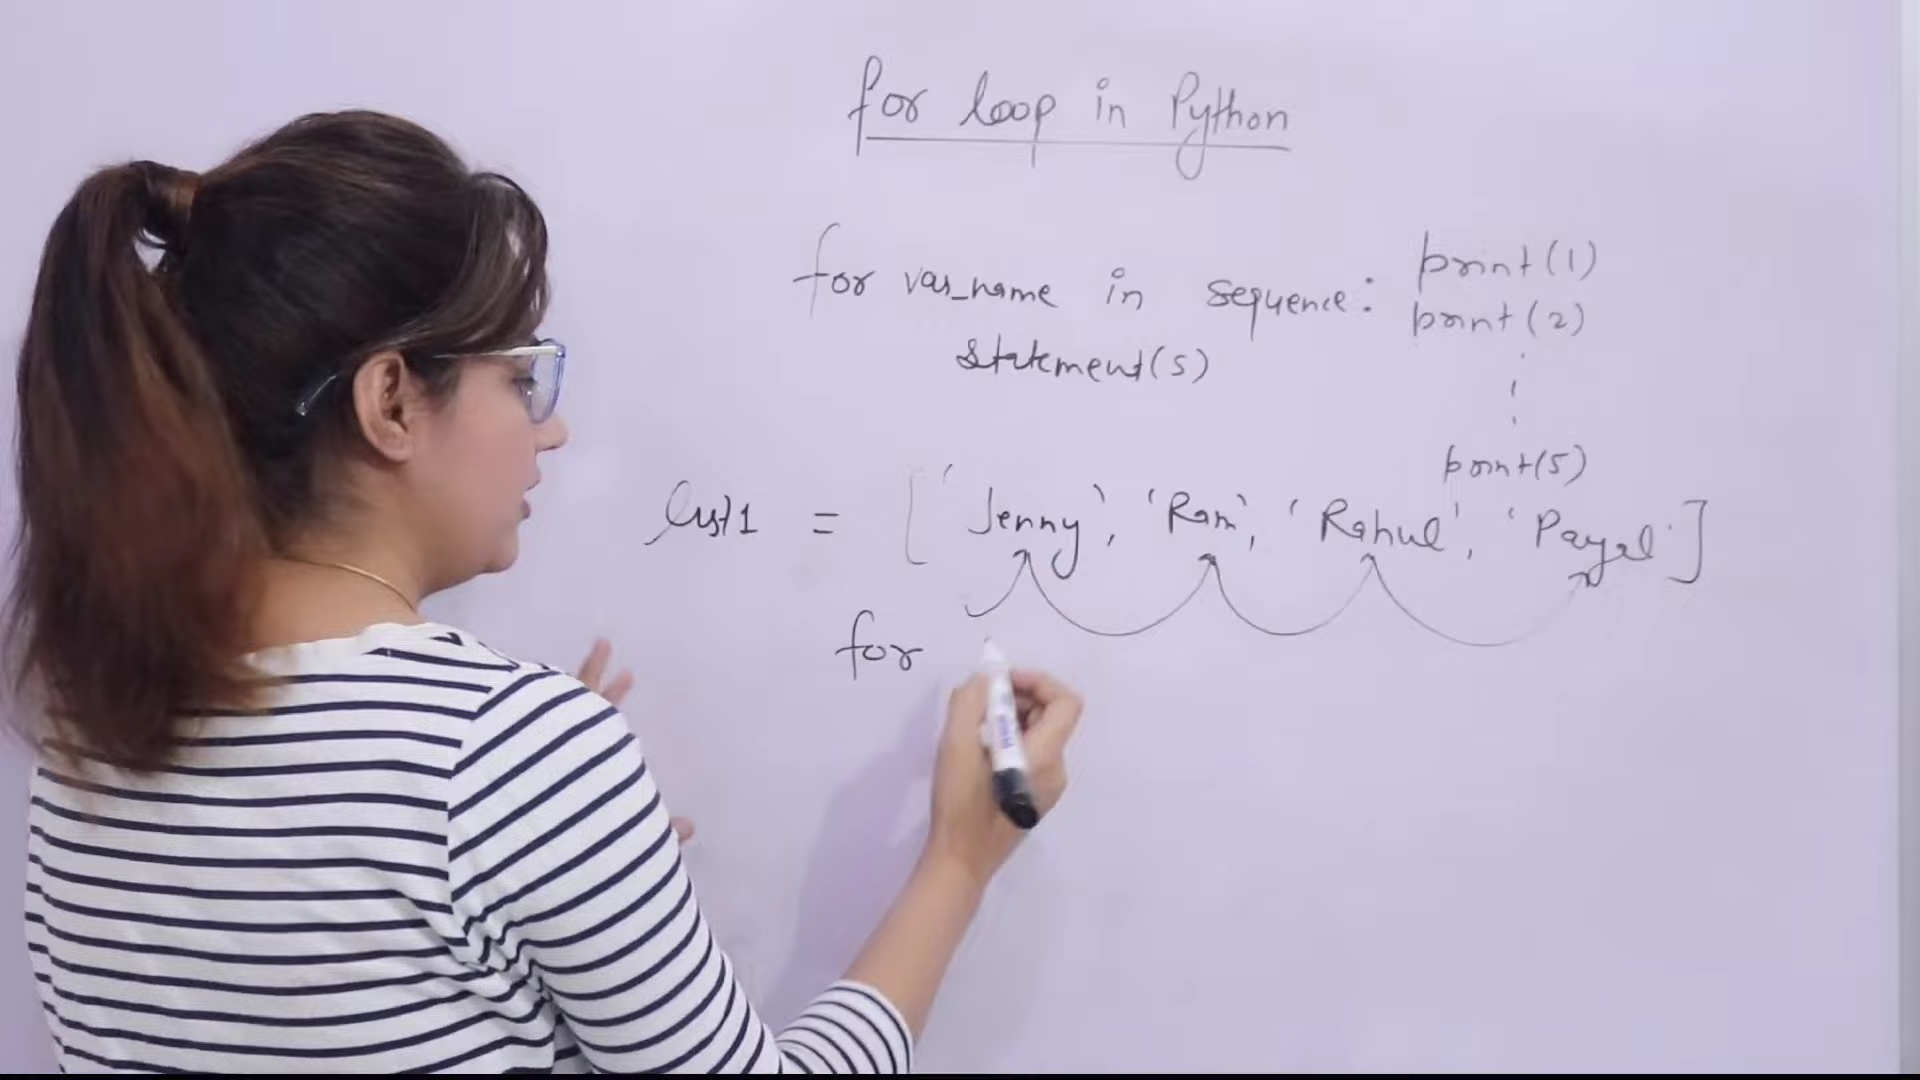 for loop in Python
for var_name in sequence:
statement(s)
print(1)
print(2)
print(5)
list1 = ['Jenny', 'Ram', 'Rahul', 'Payal']
for